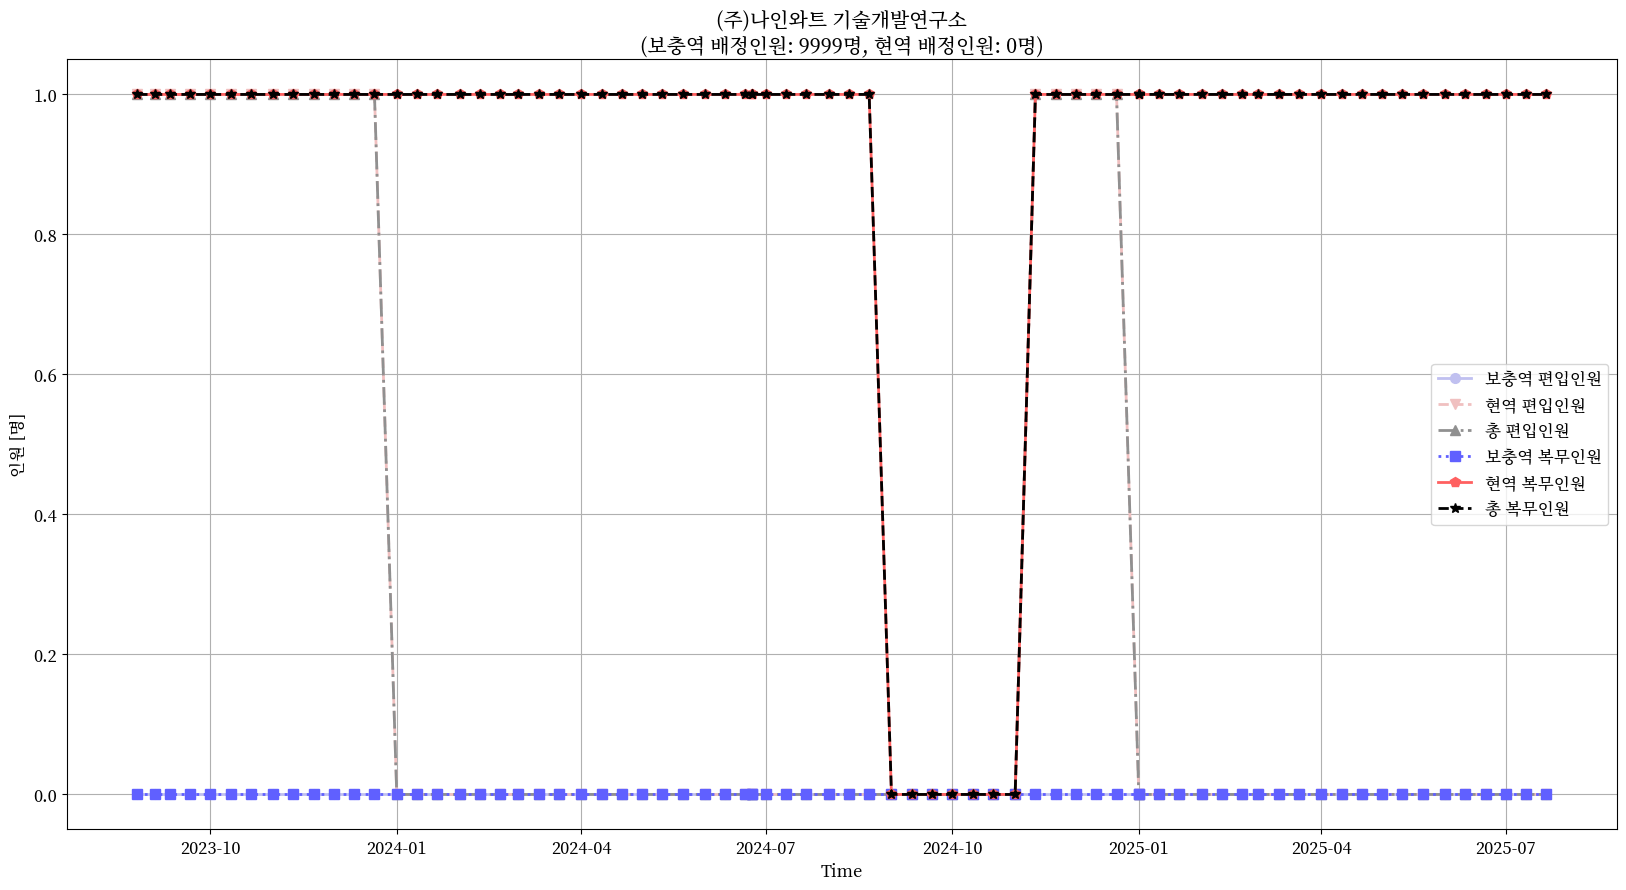 (주)나인와트 기술개발연구소
(보충역 배정인원: 9999명, 현역 배정인원: 0명)
1.0
0.8
0.6
0.4
0.2
0.0
인원 [명]
보충역 편입인원
현역 편입인원
총 편입인원
보충역 복무인원
현역 복무인원
총 복무인원
2023-10
2024-01
2024-04
2024-07
2024-10
2025-01
2025-04
2025-07
Time